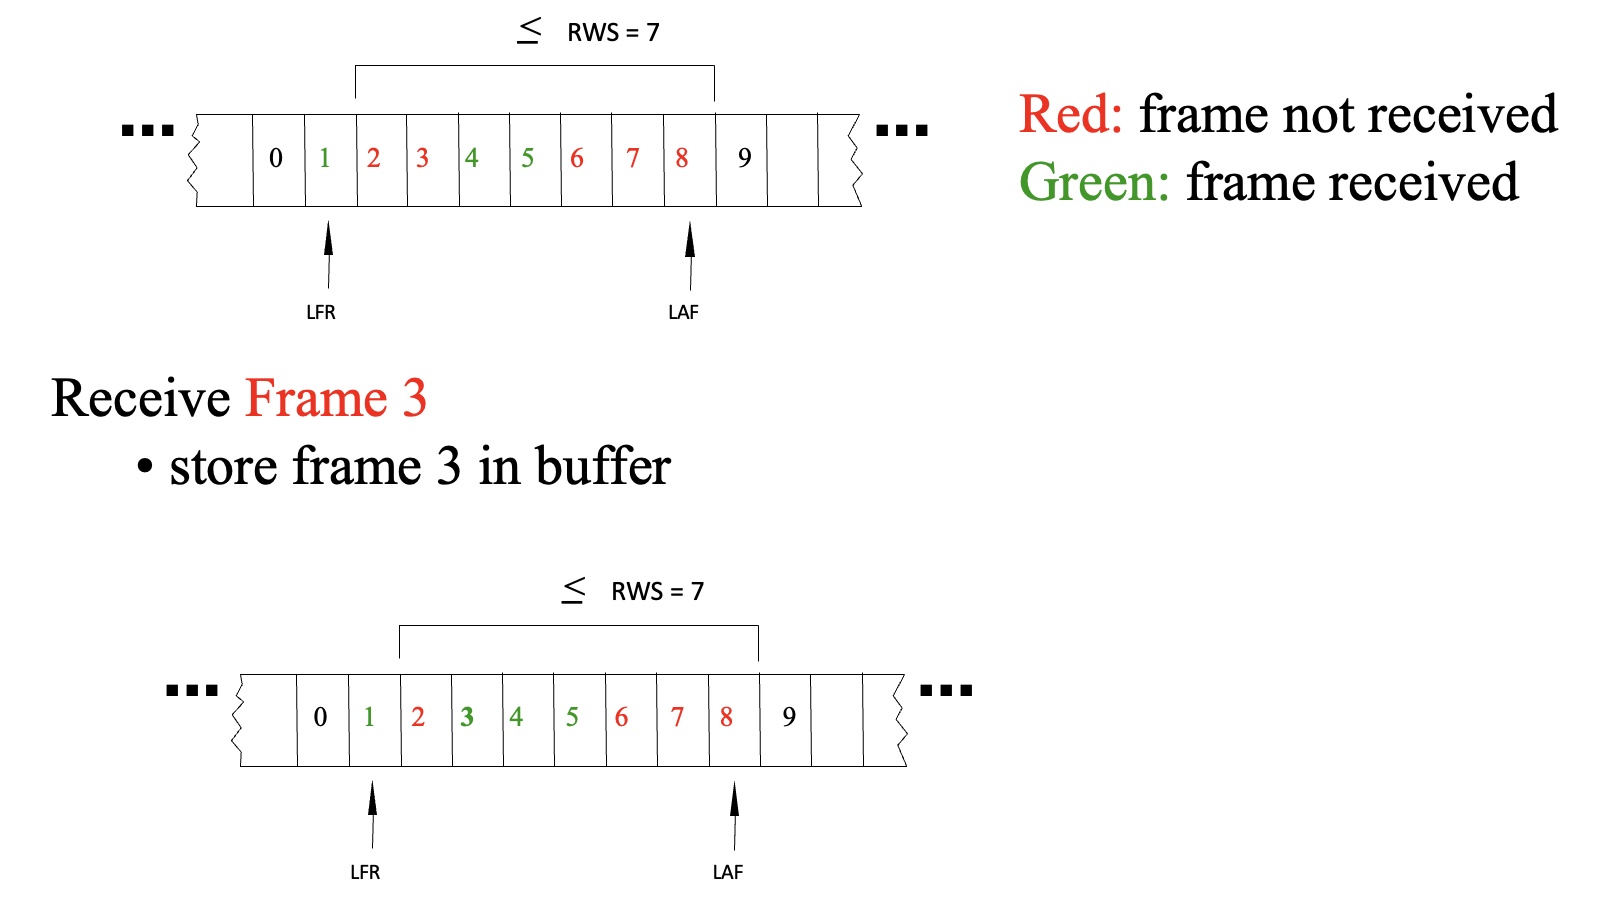 ≤ RWS = 7
... 0 1 2 3 4 5 6 7 8 9 ...
LFR LAF
Red: frame not received
Green: frame received
Receive Frame 3
• store frame 3 in buffer
≤ RWS = 7
... 0 1 2 3 4 5 6 7 8 9 ...
LFR LAF